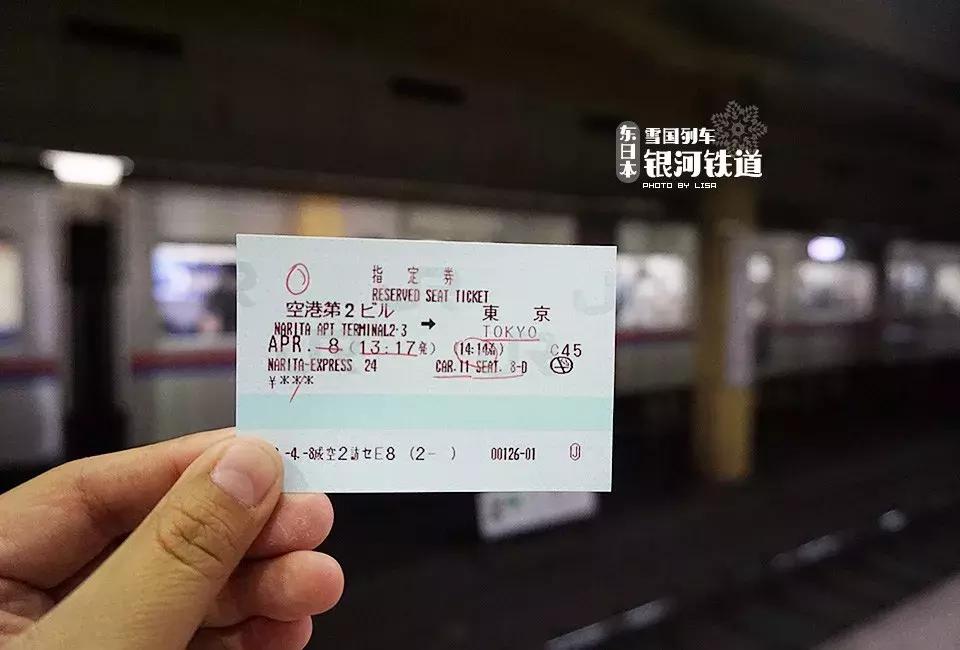 东日本
雪国列车
银河铁道
PHOTO BY LISA
指定券
RESERVED SEAT TICKET
空港第2ビル → 東京
NARITA APT TERMINAL2·3 TOKYO
APR. 8 (13:17発) (14:14着) C45
NARITA-EXPRESS 24 CAR.11 SEAT. 8-D
¥***
-4.-8成空2請セE8 (2- ) 00126-01